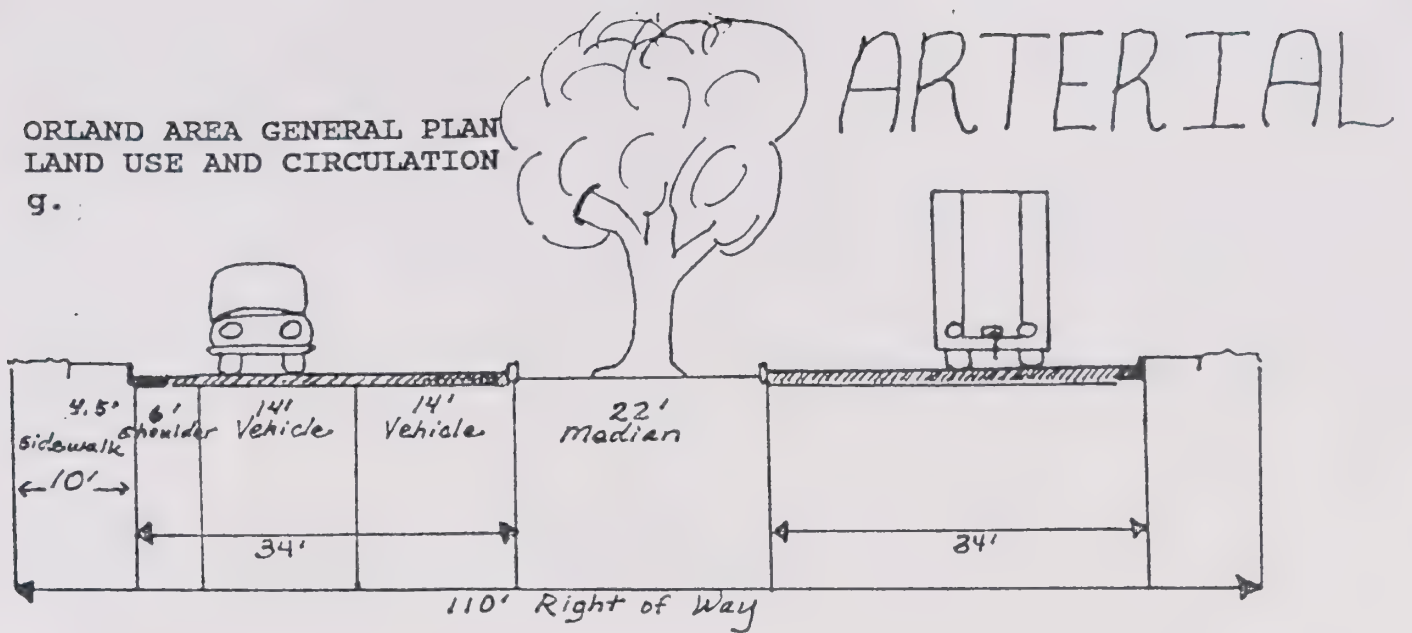 ARTERIAL
ORLAND AREA GENERAL PLAN
LAND USE AND CIRCULATION
g.
4.5' 6' 14' 14' 22'
Sidewalk Shoulder Vehicle Vehicle Median
10'
34' 34'
110' Right of Way